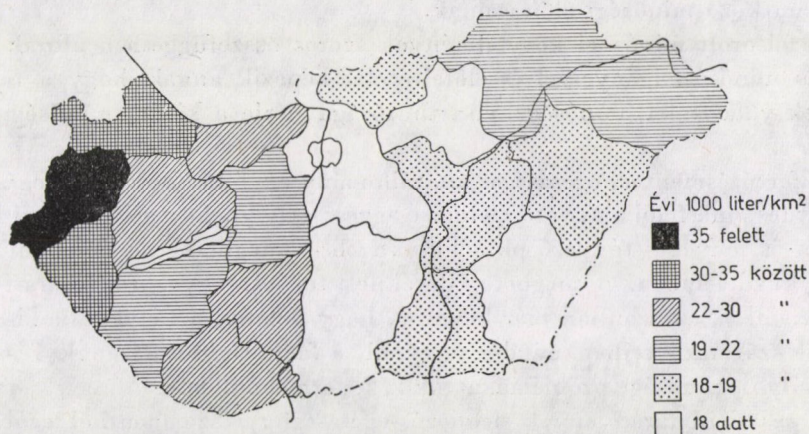 Évi 1000 liter/km²
35 felett
30-35 között
22-30 "
19-22 "
18-19 "
18 alatt